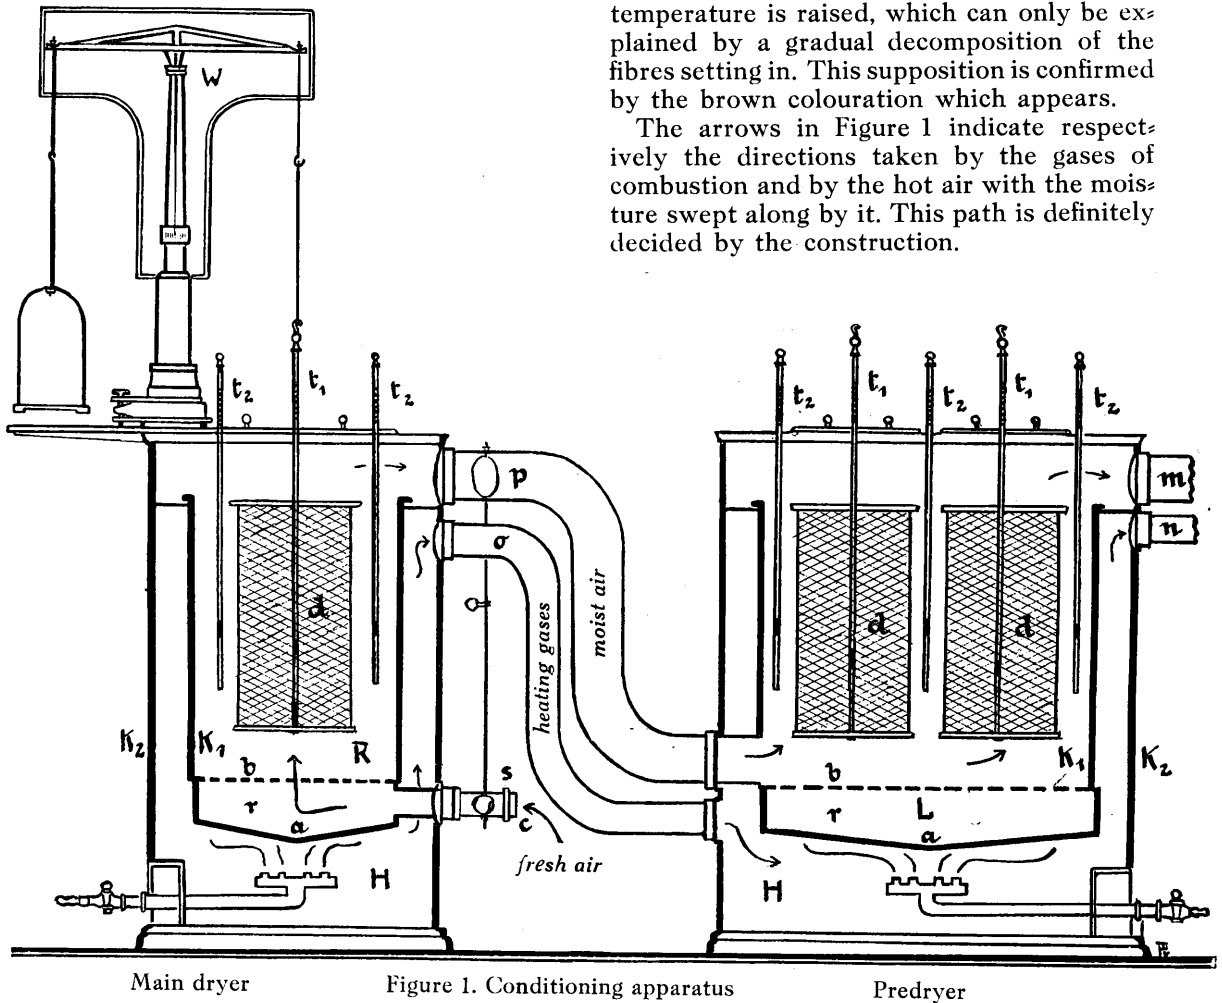 temperature is raised, which can only be ex⸗
plained by a gradual decomposition of the
fibres setting in. This supposition is confirmed
by the brown colouration which appears.
The arrows in Figure 1 indicate respect⸗
ively the directions taken by the gases of
combustion and by the hot air with the mois⸗
ture swept along by it. This path is definitely
decided by the construction.
W
t₂
t₁
t₂
t₂
t₁
t₂
t₁
t₂
p
m
o
n
d
d
d
heating gases
moist air
K₂
K₁
R
b
r
a
s
c
fresh air
H
b
r
L
a
K₁
K₂
H
Main dryer
Figure 1. Conditioning apparatus
Predryer